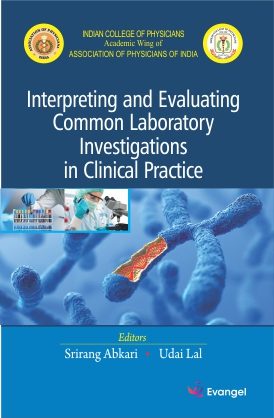 INDIAN COLLEGE OF PHYSICIANS
Academic Wing of
ASSOCIATION OF PHYSICIANS OF INDIA
Interpreting and Evaluating
Common Laboratory
Investigations
in Clinical Practice
Editors
Srirang Abkari • Udai Lal
Evangel